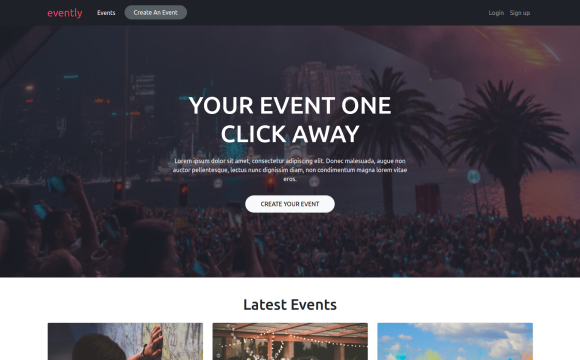 evently
Events
Create An Event
Login
Sign up
YOUR EVENT ONE
CLICK AWAY
Lorem ipsum dolor sit amet, consectetur adipiscing elit. Donec malesuada, augue non
auctor pellentesque, lectus nunc dignissim diam, non condimentum magna lorem vitae
eros.
CREATE YOUR EVENT
Latest Events